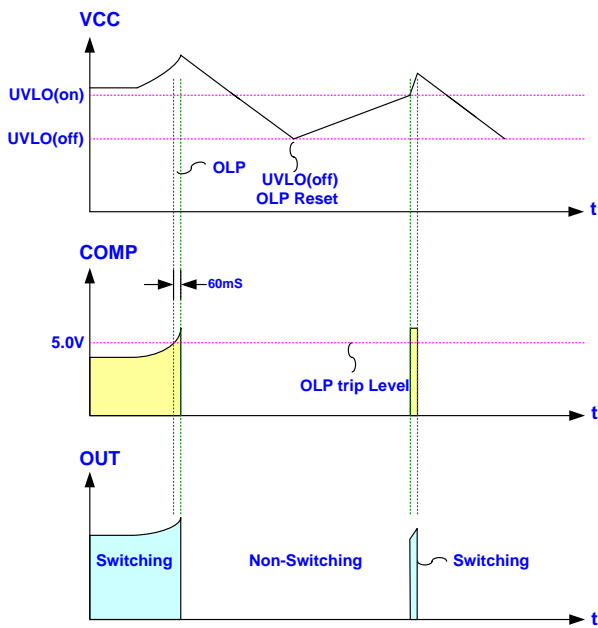 VCC
UVLO(on)
UVLO(off)
OLP
UVLO(off)
OLP Reset
t
COMP
60mS
5.0V
OLP trip Level
t
OUT
Switching
Non-Switching
Switching
t